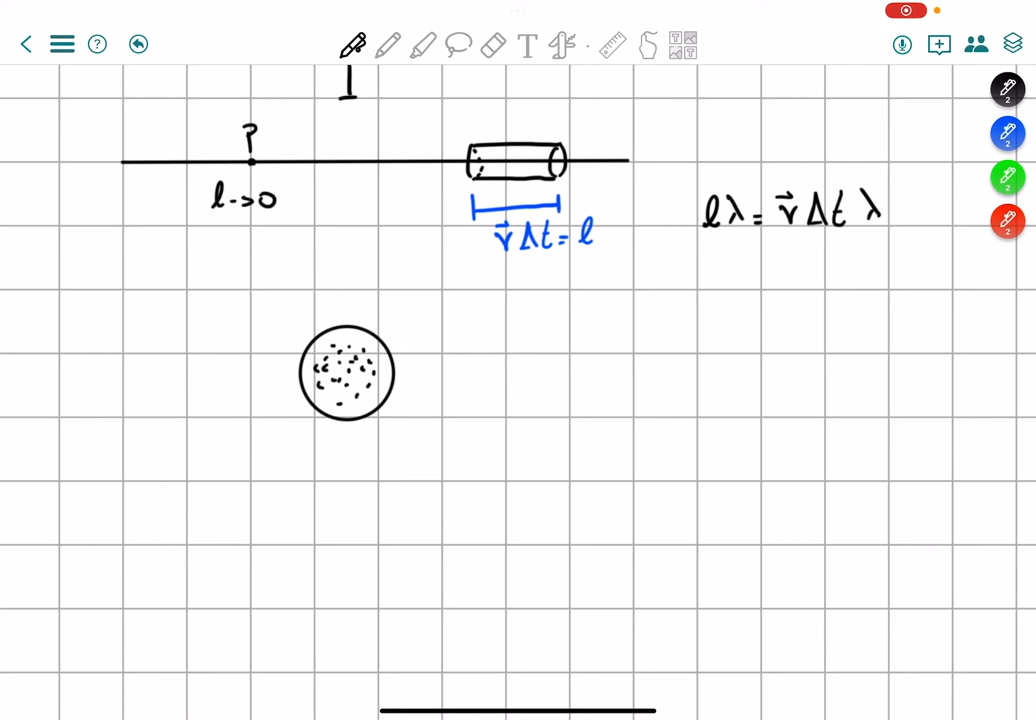 I
P
l->0
v⃗ Δt = l
lλ = v⃗ Δt λ